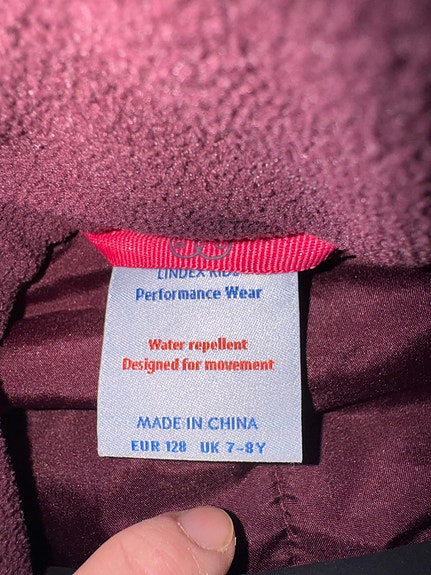 LINDEX KIDS
Performance Wear
Water repellent
Designed for movement
MADE IN CHINA
EUR 128 UK 7-8Y